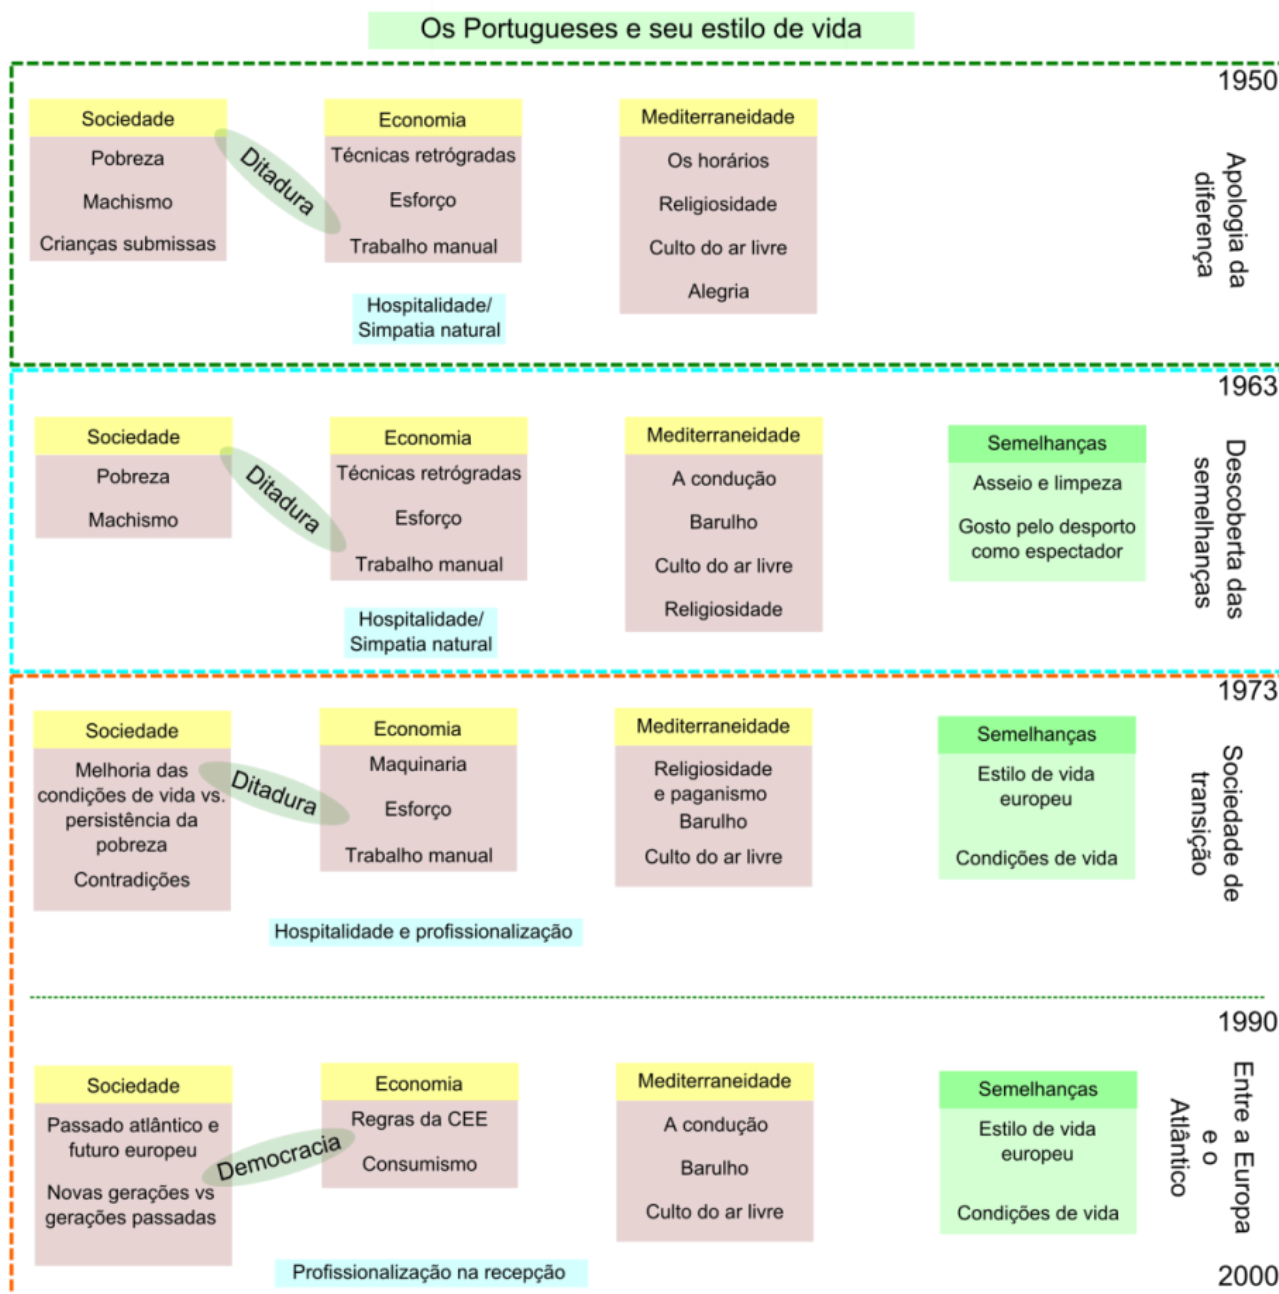 Os Portugueses e seu estilo de vida
1950
Apologia da
diferença
Sociedade
Pobreza
Machismo
Crianças submissas
Ditadura
Economia
Técnicas retrógradas
Esforço
Trabalho manual
Mediterraneidade
Os horários
Religiosidade
Culto do ar livre
Alegria
Hospitalidade/
Simpatia natural
1963
Descoberta das
semelhanças
Sociedade
Pobreza
Machismo
Ditadura
Economia
Técnicas retrógradas
Esforço
Trabalho manual
Mediterraneidade
A condução
Barulho
Culto do ar livre
Religiosidade
Semelhanças
Asseio e limpeza
Gosto pelo desporto
como espectador
Hospitalidade/
Simpatia natural
1973
Sociedade de
transição
Sociedade
Melhoria das
condições de vida vs.
persistência da
pobreza
Contradições
Ditadura
Economia
Maquinaria
Esforço
Trabalho manual
Mediterraneidade
Religiosidade
e paganismo
Barulho
Culto do ar livre
Semelhanças
Estilo de vida
europeu
Condições de vida
Hospitalidade e profissionalização
1990
Entre a Europa
e o
Atlântico
Sociedade
Passado atlântico e
futuro europeu
Novas gerações vs
gerações passadas
Democracia
Economia
Regras da CEE
Consumismo
Mediterraneidade
A condução
Barulho
Culto do ar livre
Semelhanças
Estilo de vida
europeu
Condições de vida
Profissionalização na recepção
2000